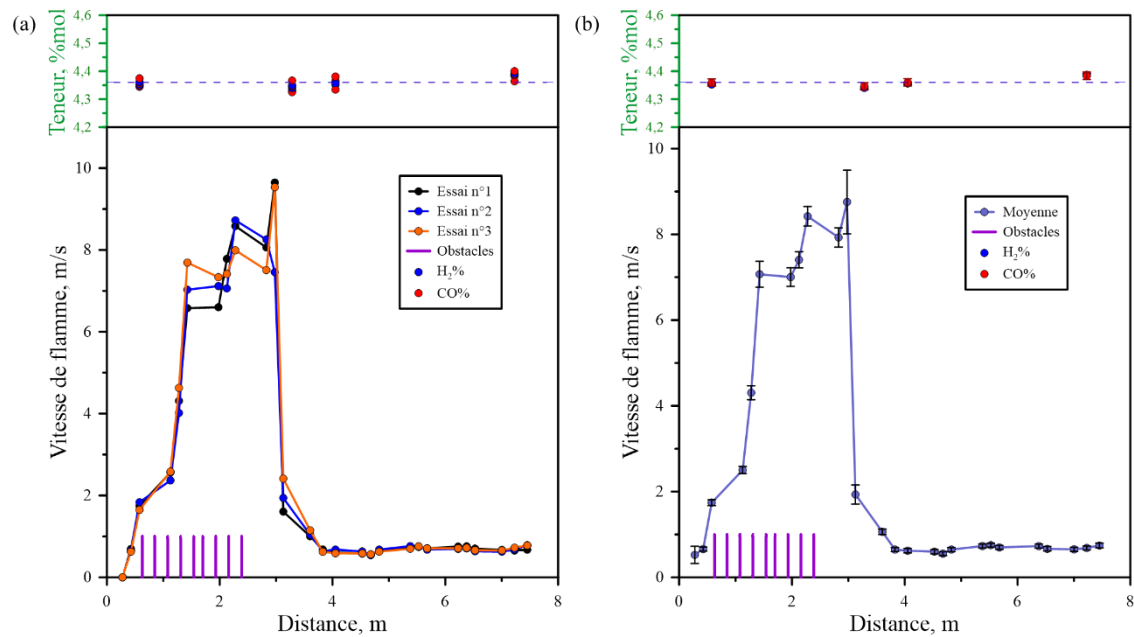 (a)
Teneur, %mol
4,6
4,5
4,4
4,3
4,2
Vitesse de flamme, m/s
10
8
6
4
2
0
Essai n°1
Essai n°2
Essai n°3
Obstacles
H₂%
CO%
0 2 4 6 8
Distance, m
(b)
Teneur, %mol
4,6
4,5
4,4
4,3
4,2
Vitesse de flamme, m/s
10
8
6
4
2
0
Moyenne
Obstacles
H₂%
CO%
0 2 4 6 8
Distance, m